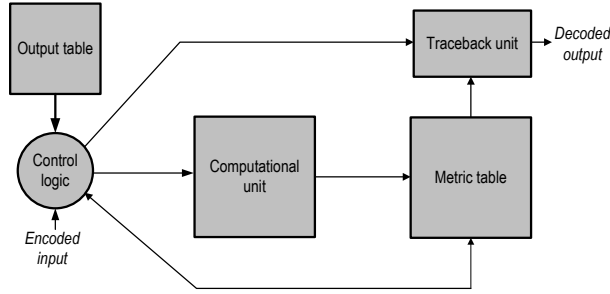 Output table
Traceback unit
Decoded
output
Control
logic
Computational
unit
Metric table
Encoded
input